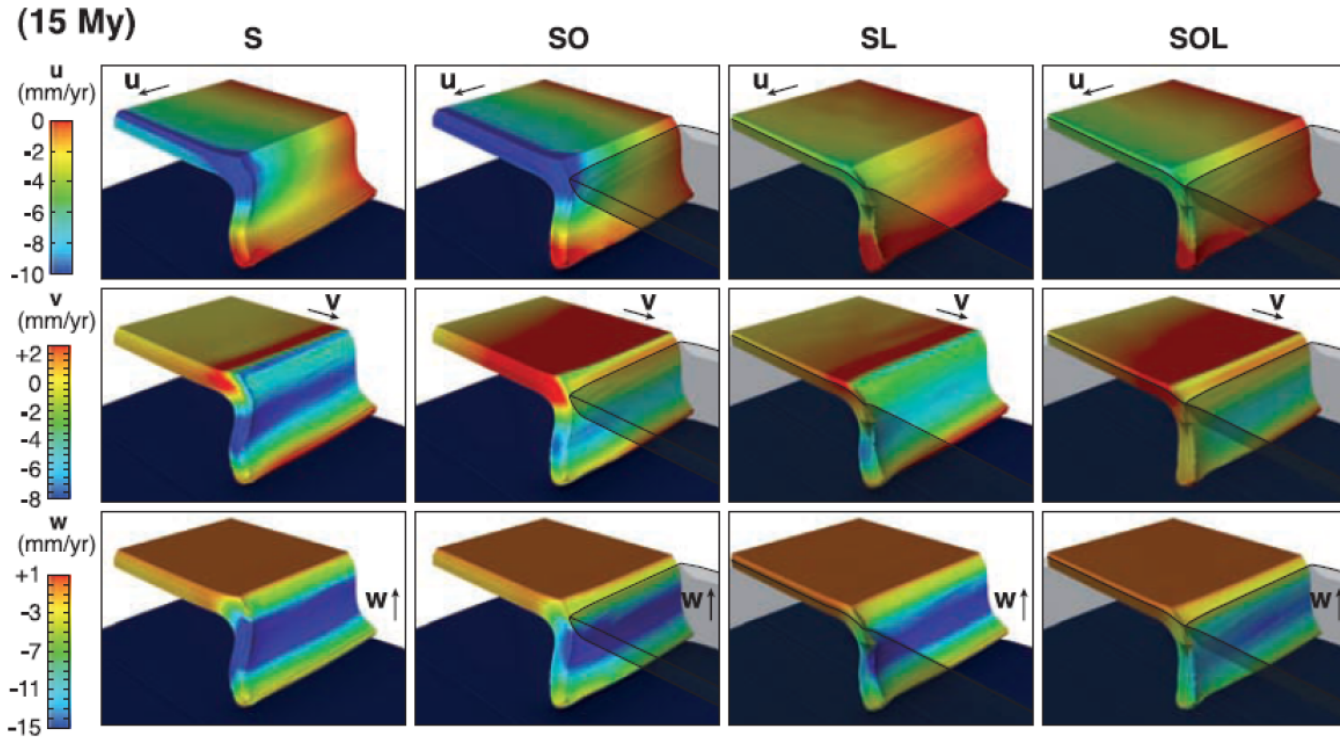 (15 My)
S SO SL SOL
u
(mm/yr)
0
-2
-4
-6
-8
-10
u u u u
v
(mm/yr)
+2
0
-2
-4
-6
-8
v v v v
w
(mm/yr)
+1
-3
-7
-11
-15
w w w w